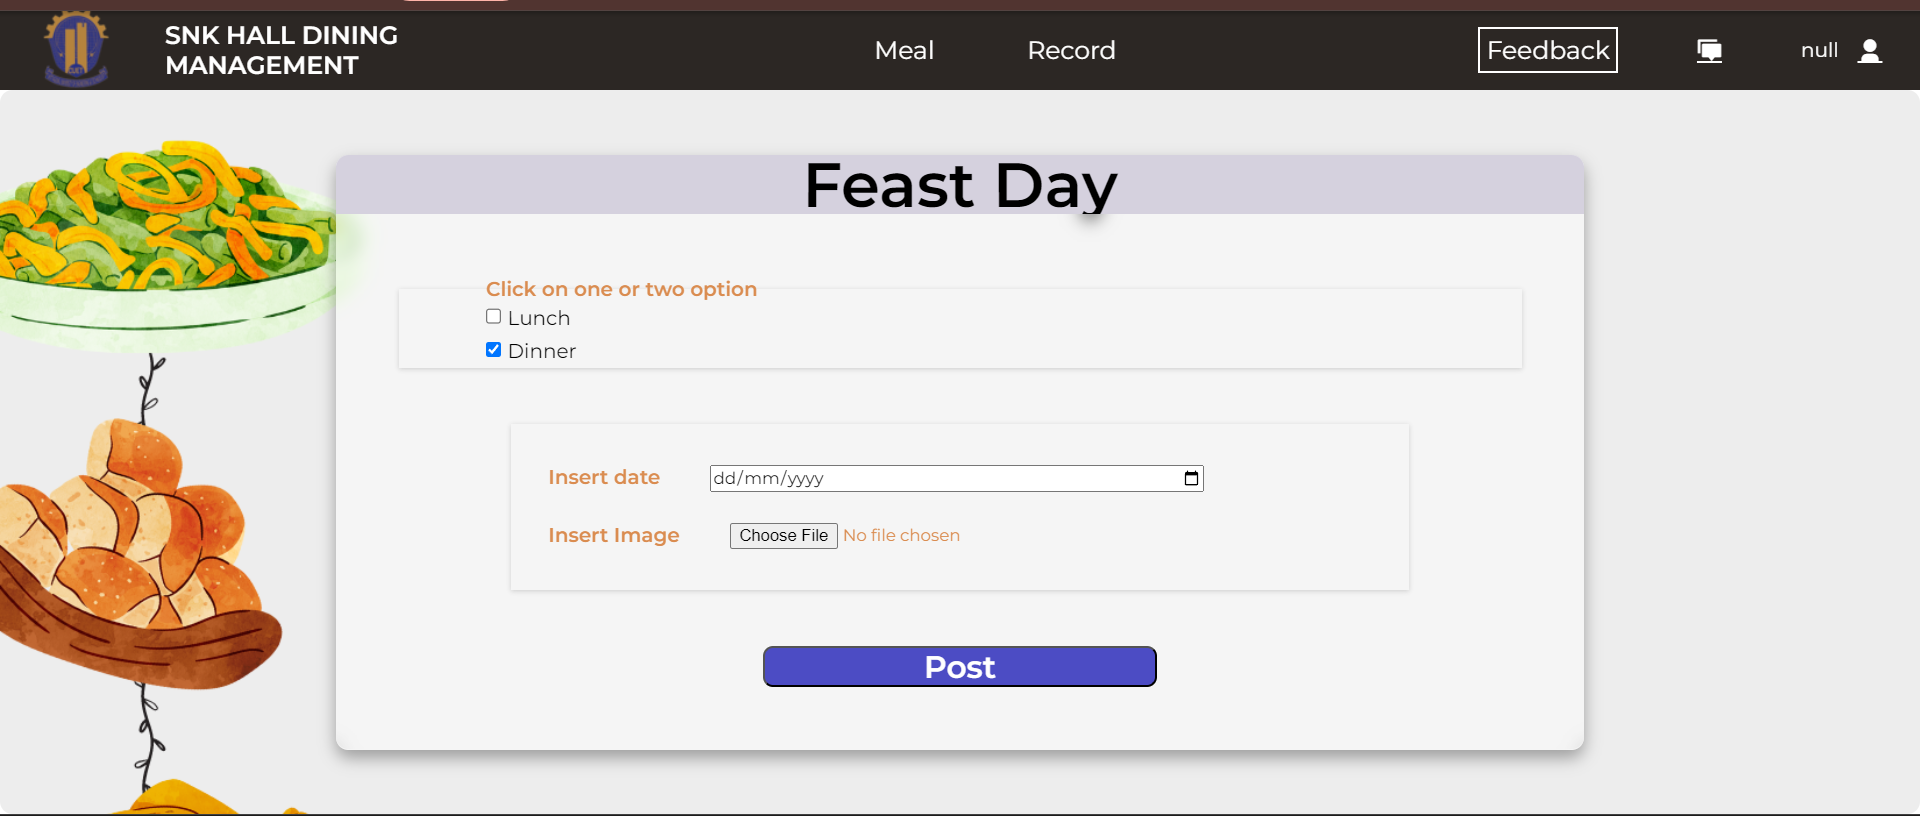 SNK HALL DINING
MANAGEMENT
Meal
Record
Feedback
null
Feast Day
Click on one or two option
Lunch
Dinner
Insert date
dd/mm/yyyy
Insert Image
Choose File No file chosen
Post